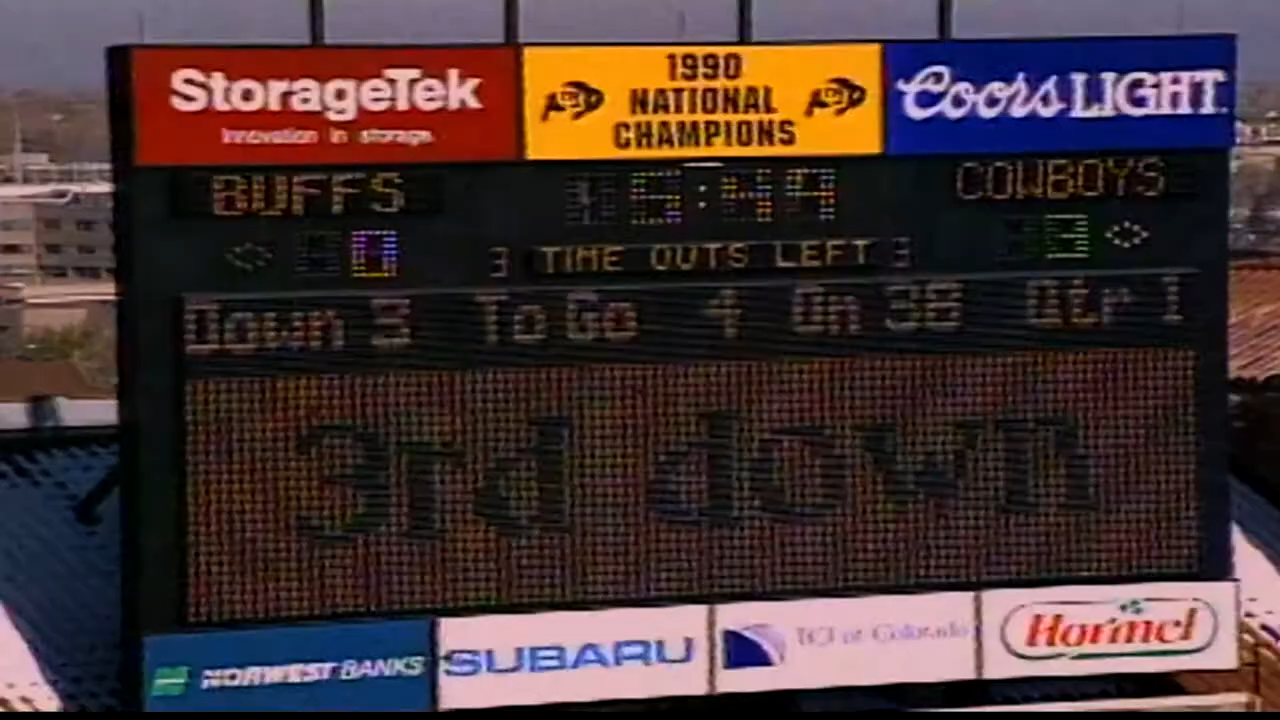 StorageTek
Innovation in storage.
1990
NATIONAL
CHAMPIONS
Coors LIGHT
BUFFS
COWBOYS
0
3 TIME OUTS LEFT 3
Down 3 To Go 4 On 38 Qtr 1
3rd down
NORWEST BANKS
SUBARU
TCI of Colorado
Hormel